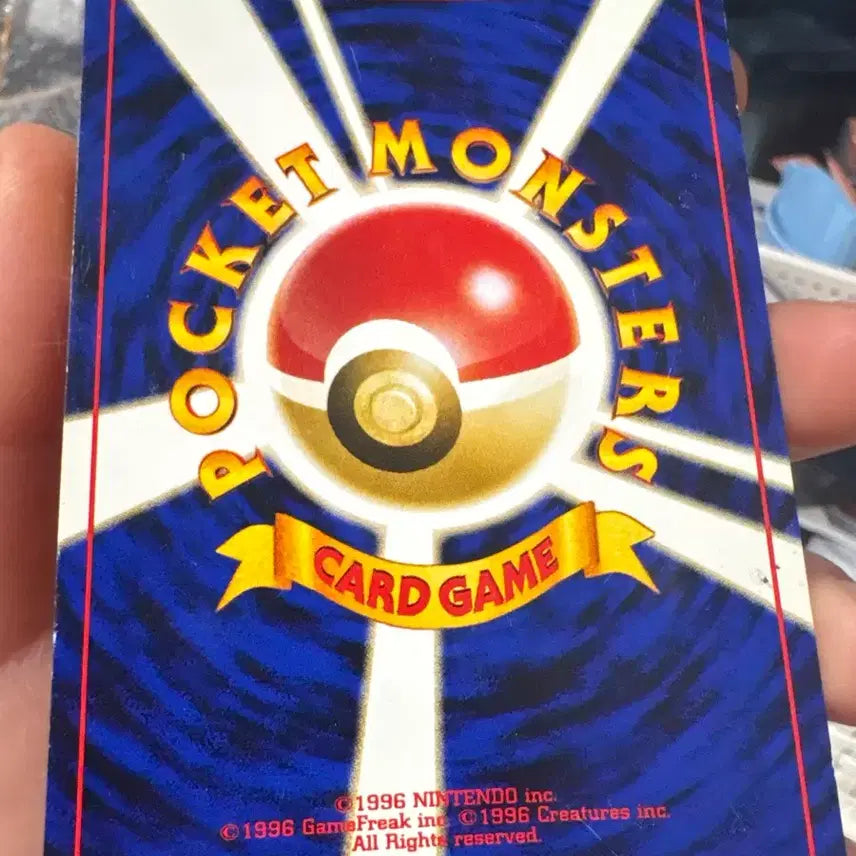 POCKET MONSTERS
CARD GAME
©1996 NINTENDO inc.
©1996 GameFreak inc. ©1996 Creatures inc.
All Rights reserved.